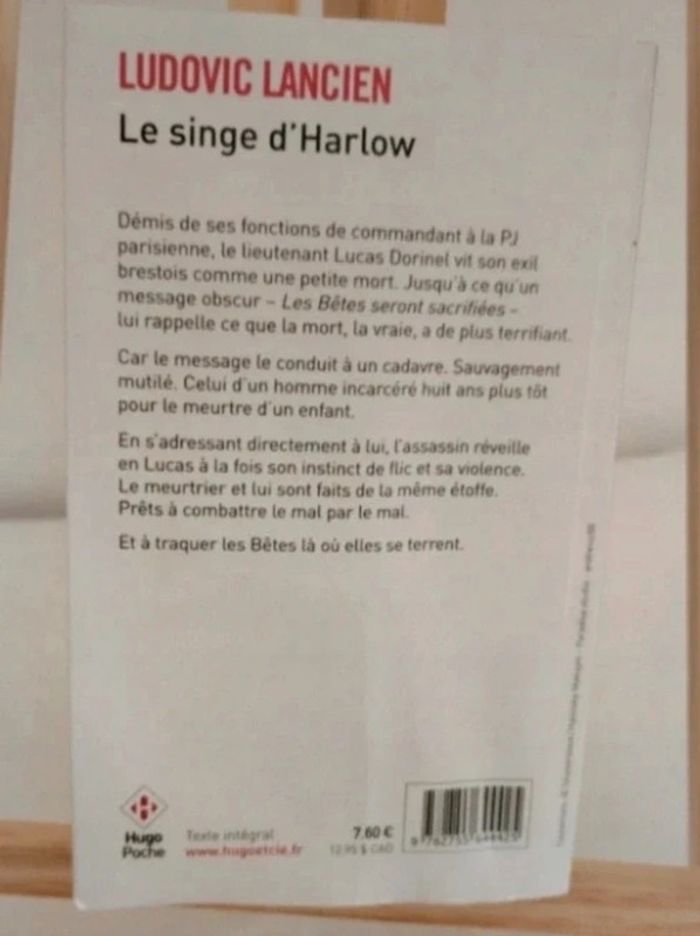 LUDOVIC LANCIEN
Le singe d'Harlow
Démis de ses fonctions de commandant à la PJ
parisienne, le lieutenant Lucas Dorinel vit son exil
brestois comme une petite mort. Jusqu'à ce qu'un
message obscur – Les Bêtes seront sacrifiées –
lui rappelle ce que la mort, la vraie, a de plus terrifiant.
Car le message le conduit à un cadavre. Sauvagement
mutilé. Celui d'un homme incarcéré huit ans plus tôt
pour le meurtre d'un enfant.
En s'adressant directement à lui, l'assassin réveille
en Lucas à la fois son instinct de flic et sa violence.
Le meurtrier et lui sont faits de la même étoffe.
Prêts à combattre le mal par le mal.
Et à traquer les Bêtes là où elles se terrent.
Hugo
Poche
Texte intégral
www.hugoetcie.fr
7.60 €
12.95 $ CAD